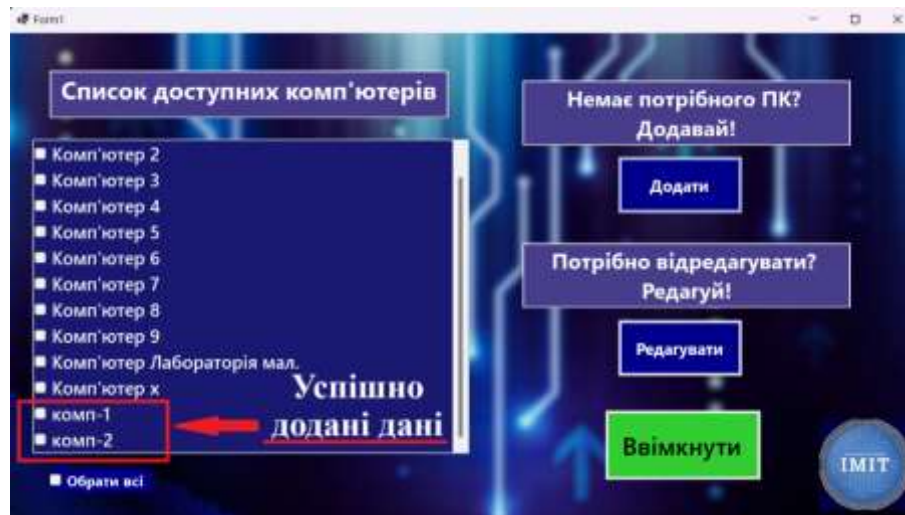 Form1
Список доступних комп'ютерів
Комп'ютер 2
Комп'ютер 3
Комп'ютер 4
Комп'ютер 5
Комп'ютер 6
Комп'ютер 7
Комп'ютер 8
Комп'ютер 9
Комп'ютер Лабораторія мал.
Комп'ютер х
комп-1
комп-2
Успішно
додані дані
Обрати всі
Немає потрібного ПК?
Додавай!
Додати
Потрібно відредагувати?
Редагуй!
Редагувати
Ввімкнути
ІМІТ